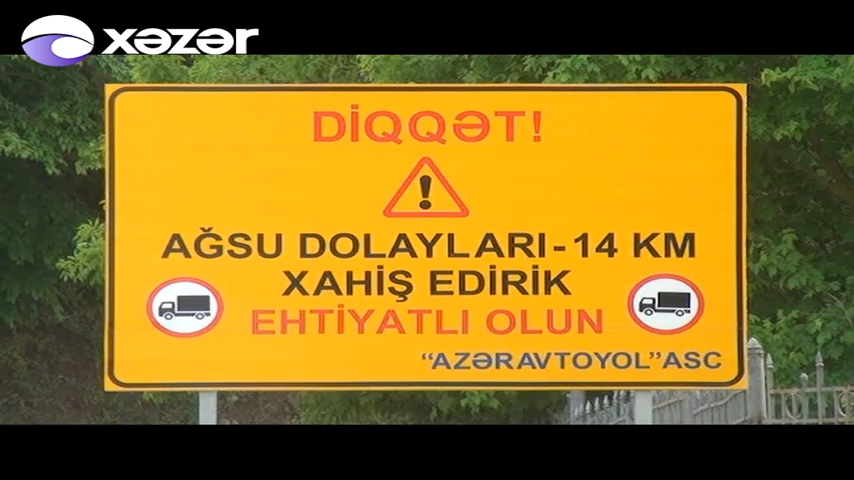 xəzər
DİQQƏT!
AĞSU DOLAYLARI-14 KM
XAHİŞ EDİRİK
EHTİYATLI OLUN
“AZƏRAVTOYOL”ASC